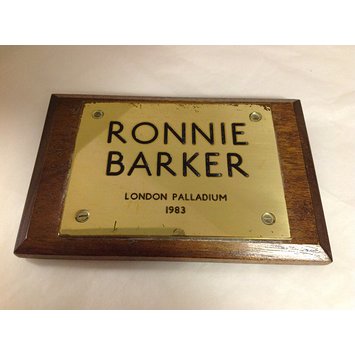 RONNIE
BARKER
LONDON PALLADIUM
1983